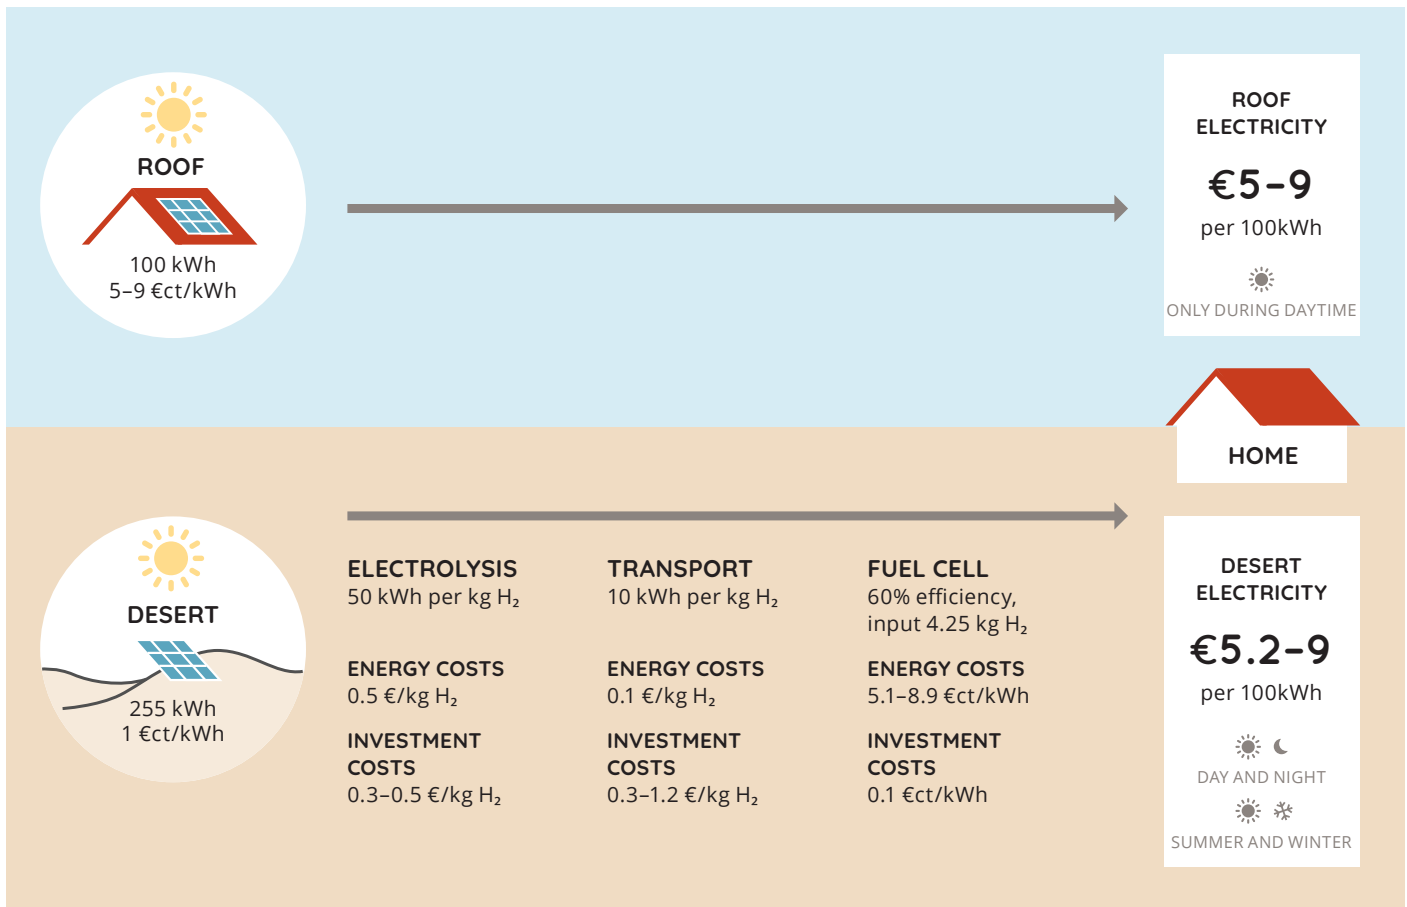 ROOF
100 kWh
5–9 €ct/kWh
ROOF
ELECTRICITY
€5–9
per 100kWh
ONLY DURING DAYTIME
HOME
DESERT
255 kWh
1 €ct/kWh
ELECTROLYSIS
50 kWh per kg H₂
ENERGY COSTS
0.5 €/kg H₂
INVESTMENT
COSTS
0.3–0.5 €/kg H₂
TRANSPORT
10 kWh per kg H₂
ENERGY COSTS
0.1 €/kg H₂
INVESTMENT
COSTS
0.3–1.2 €/kg H₂
FUEL CELL
60% efficiency,
input 4.25 kg H₂
ENERGY COSTS
5.1–8.9 €ct/kWh
INVESTMENT
COSTS
0.1 €ct/kWh
DESERT
ELECTRICITY
€5.2–9
per 100kWh
DAY AND NIGHT
SUMMER AND WINTER